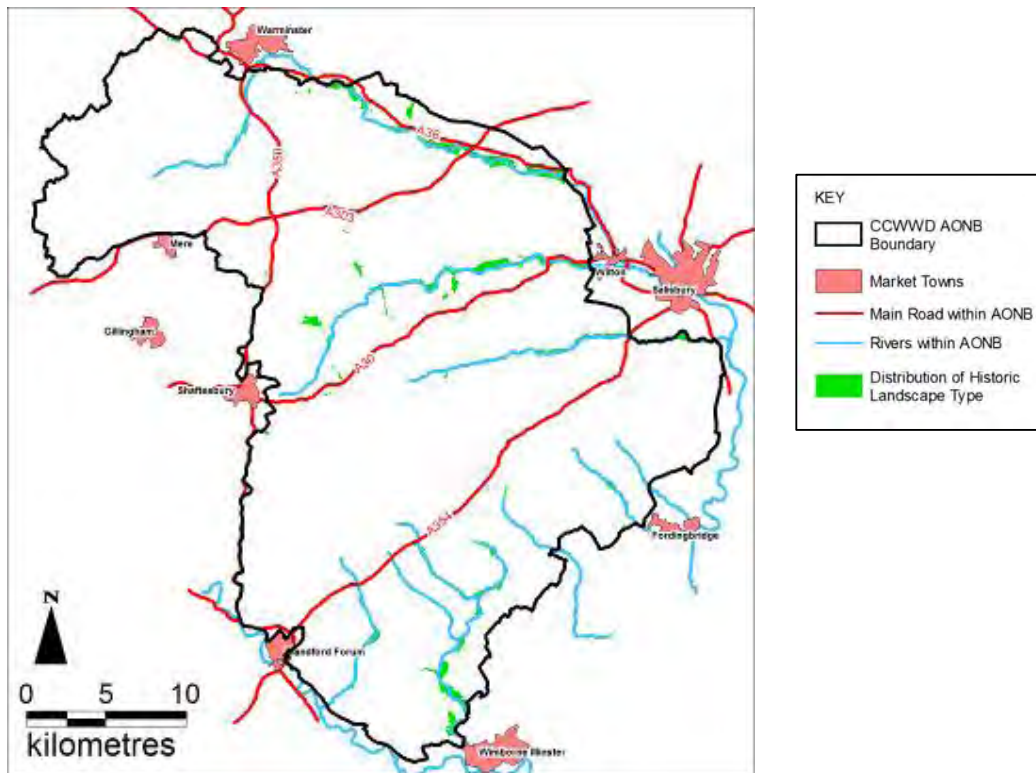 Warminster
A36
A350
A303
Mere
Wilton
Salisbury
Gillingham
A30
Shaftesbury
A354
Fordingbridge
N
landford Forum
Wimborne Minster
0 5 10
kilometres
KEY
CCWWD AONB
Boundary
Market Towns
Main Road within AONB
Rivers within AONB
Distribution of Historic
Landscape Type